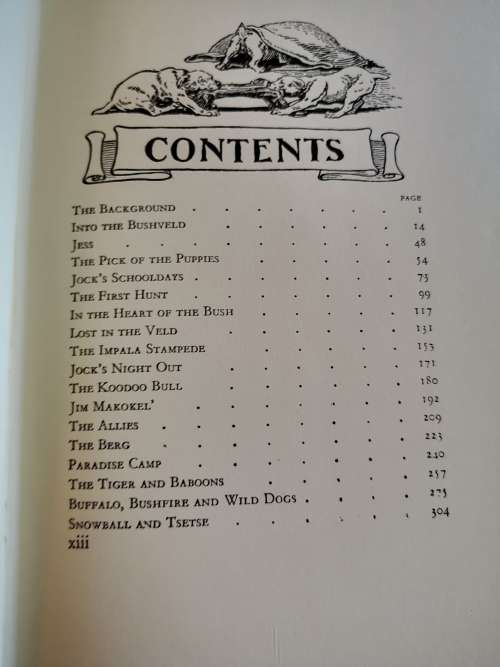 CONTENTS
PAGE
THE BACKGROUND . . . . . . . 1
INTO THE BUSHVELD . . . . . . 14
JESS . . . . . . . . 48
THE PICK OF THE PUPPIES . . . . . 54
JOCK'S SCHOOLDAYS . . . . . . . 75
THE FIRST HUNT . . . . . . . 99
IN THE HEART OF THE BUSH . . . . . 117
LOST IN THE VELD . . . . . . 131
THE IMPALA STAMPEDE . . . . . 153
JOCK'S NIGHT OUT . . . . . . 171
THE KOODOO BULL . . . . . . 180
JIM MAKOKEL' . . . . . . . 192
THE ALLIES . . . . . . . . 209
THE BERG . . . . . . . . 223
PARADISE CAMP . . . . . . . 240
THE TIGER AND BABOONS . . . . . 257
BUFFALO, BUSHFIRE AND WILD DOGS . . . . 275
SNOWBALL AND TSETSE . . . . . . 304
xiii